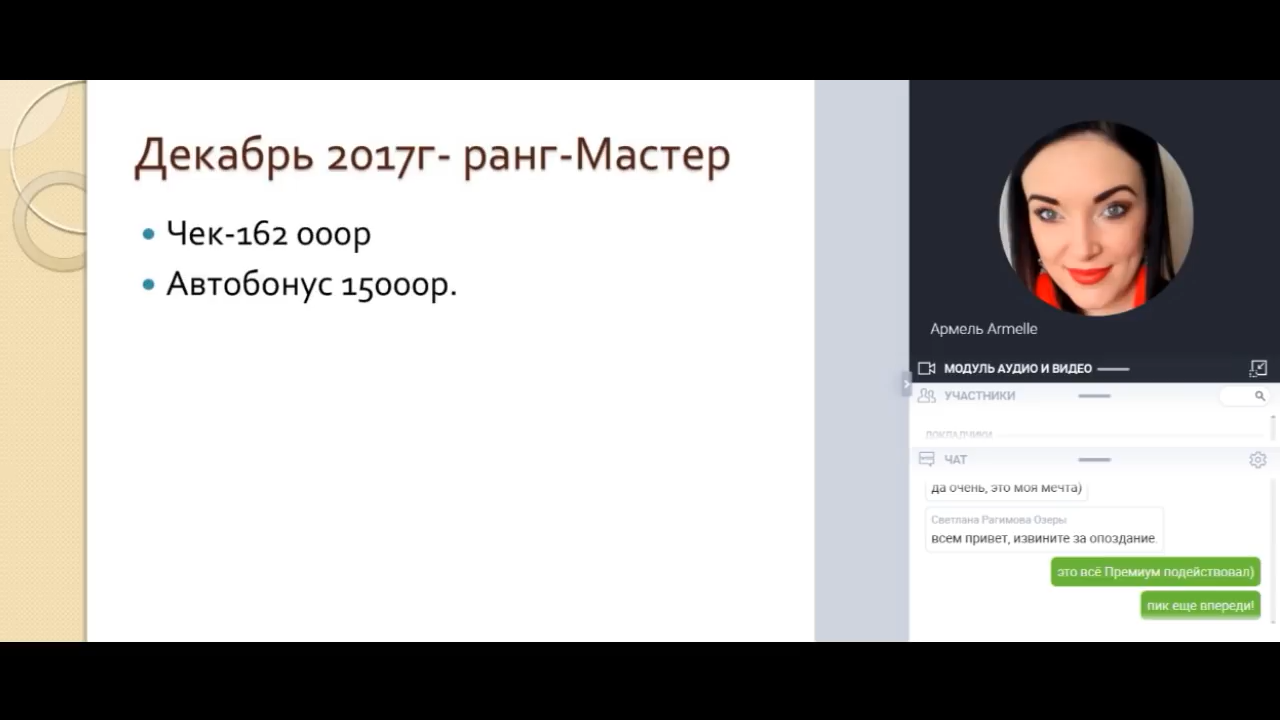 Декабрь 2017г- ранг-Мастер
Чек-162 000р
Автобонус 15000р.
Армель Armelle
МОДУЛЬ АУДИО И ВИДЕО
УЧАСТНИКИ
ДОКЛАДЧИКИ
ЧАТ
да очень, это моя мечта)
Светлана Рагимова Озеры
всем привет, извините за опоздание.
это всё Премиум подействовал)
пик еще впереди!